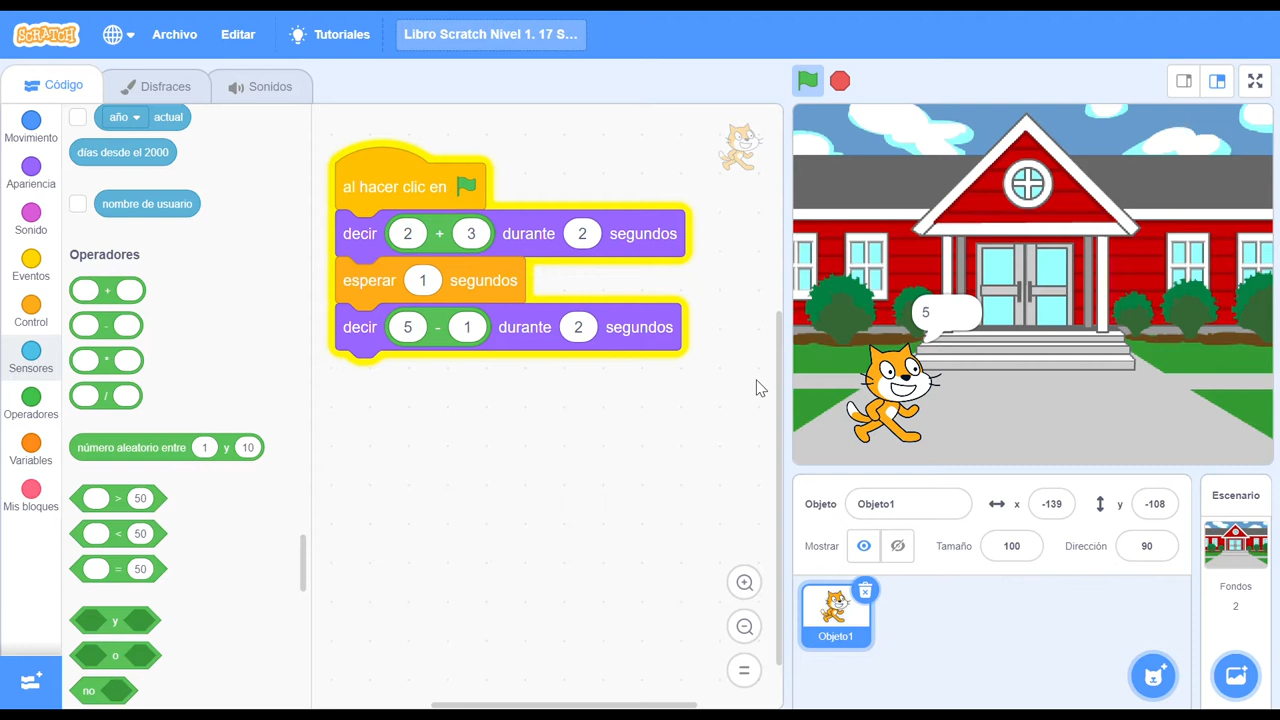 SCRATCH
Archivo
Editar
Tutoriales
Libro Scratch Nivel 1. 17 S...
Código
Disfraces
Sonidos
Movimiento
Apariencia
Sonido
Eventos
Control
Sensores
Operadores
Variables
Mis bloques
año actual
días desde el 2000
nombre de usuario
Operadores
+
-
*
/
número aleatorio entre 1 y 10
> 50
< 50
= 50
y
o
no
al hacer clic en
decir 2 + 3 durante 2 segundos
esperar 1 segundos
decir 5 - 1 durante 2 segundos
5
Objeto Objeto1 x -139 y -108
Mostrar Tamaño 100 Dirección 90
Objeto1
Escenario
Fondos
2